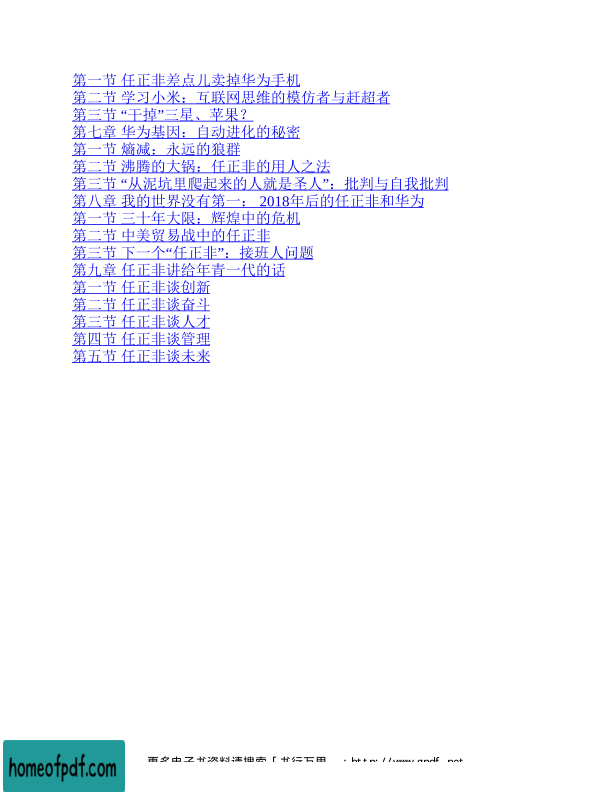 第一节 任正非差点儿卖掉华为手机
第二节 学习小米：互联网思维的模仿者与赶超者
第三节 “干掉”三星、苹果？
第七章 华为基因：自动进化的秘密
第一节 熵减：永远的狼群
第二节 沸腾的大锅：任正非的用人之法
第三节 “从泥坑里爬起来的人就是圣人”：批判与自我批判
第八章 我的世界没有第一： 2018年后的任正非和华为
第一节 三十年大限：辉煌中的危机
第二节 中美贸易战中的任正非
第三节 下一个“任正非”：接班人问题
第九章 任正非讲给年青一代的话
第一节 任正非谈创新
第二节 任正非谈奋斗
第三节 任正非谈人才
第四节 任正非谈管理
第五节 任正非谈未来
更多电子书资料请搜索「书行万里
homeofpdf.com